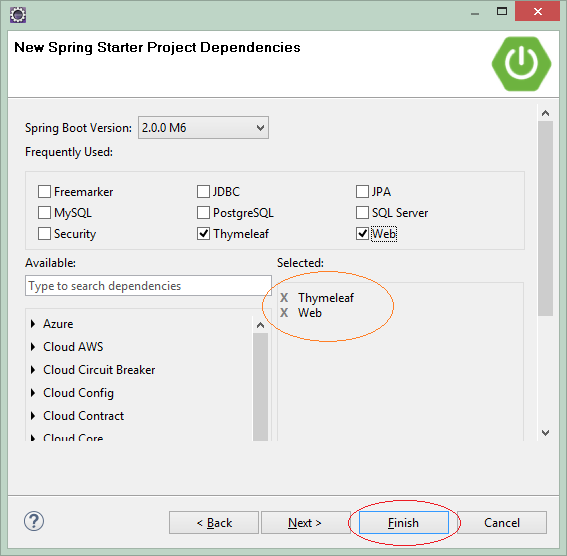 New Spring Starter Project Dependencies
Spring Boot Version: 2.0.0 M6
Frequently Used:
Freemarker JDBC JPA
MySQL PostgreSQL SQL Server
Security Thymeleaf Web
Available: Selected:
Type to search dependencies
X Thymeleaf
X Web
Azure
Cloud AWS
Cloud Circuit Breaker
Cloud Config
Cloud Contract
Cloud Core
? < Back Next > Finish Cancel